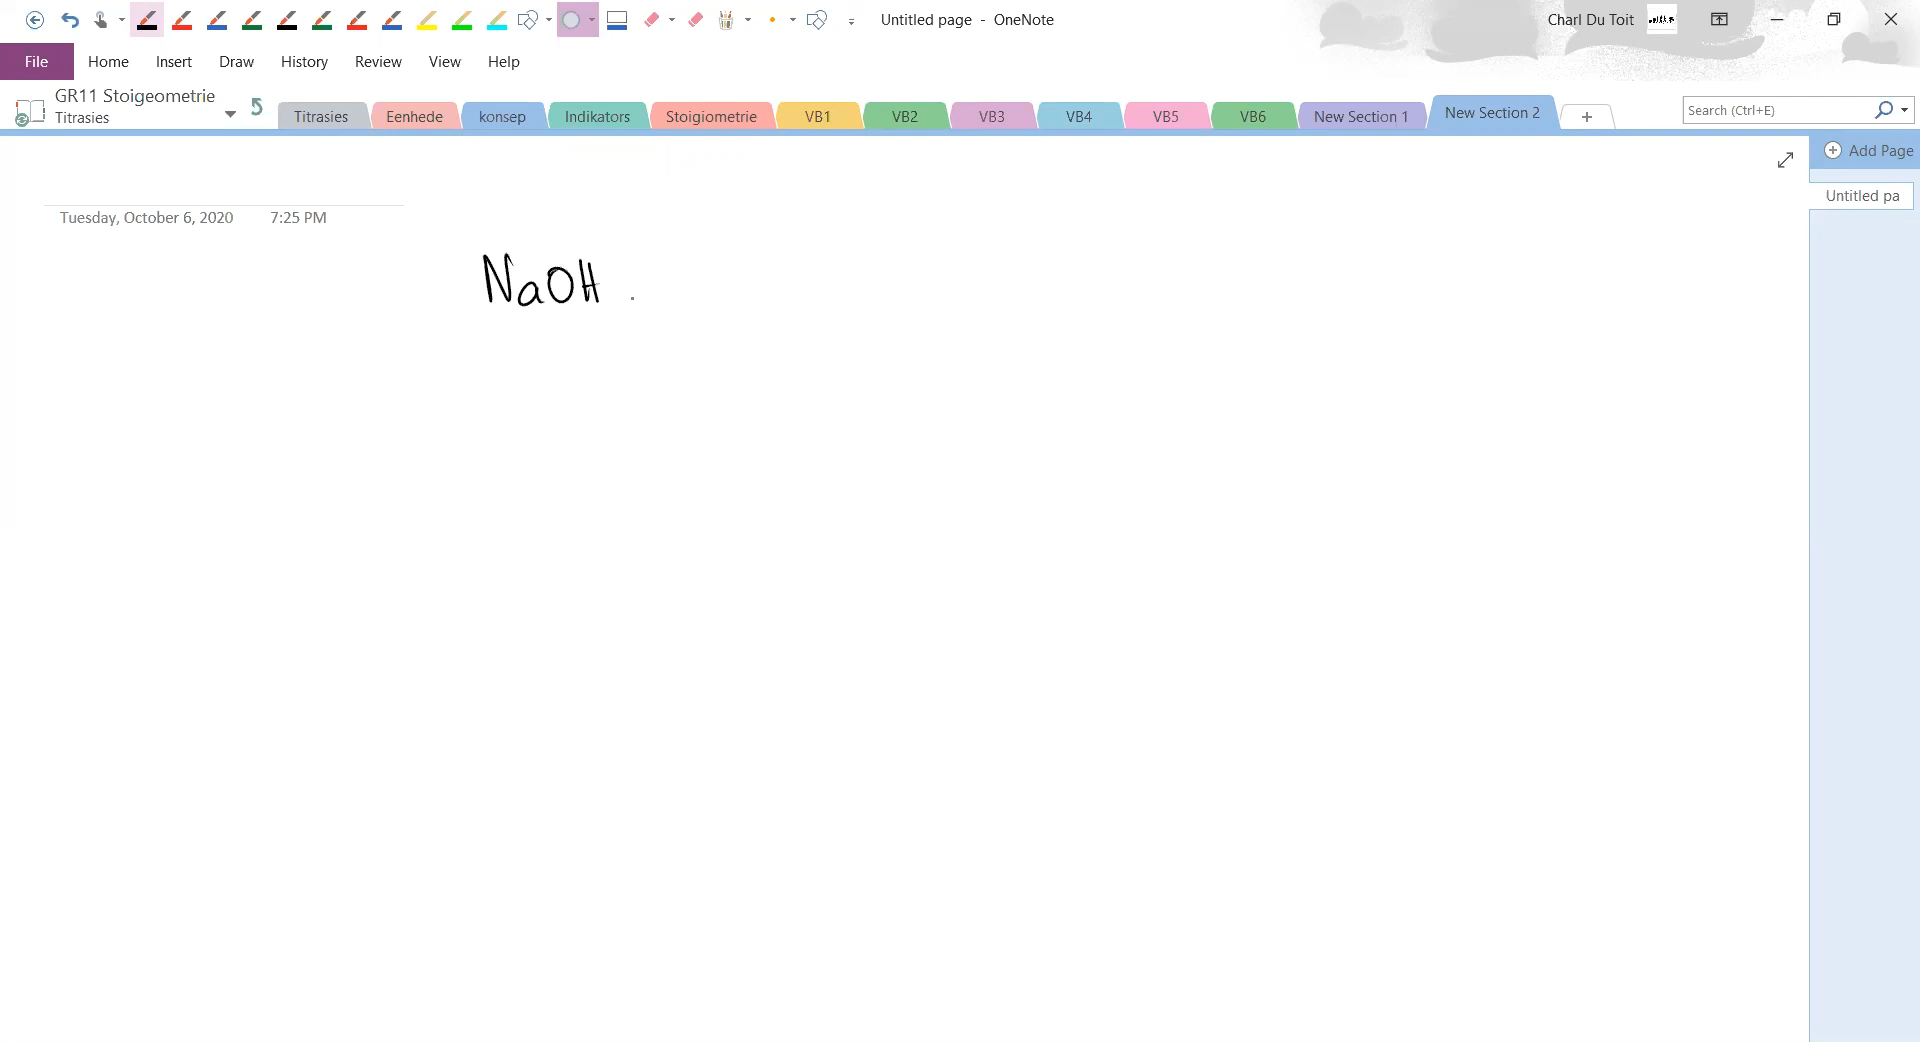 Untitled page - OneNote
Charl Du Toit
File Home Insert Draw History Review View Help
GR11 Stoigeometrie
Titrasies
Titrasies Eenhede konsep Indikators Stoigiometrie VB1 VB2 VB3 VB4 VB5 VB6 New Section 1 New Section 2 +
Search (Ctrl+E)
Add Page
Untitled pa
Tuesday, October 6, 2020 7:25 PM
NaOH